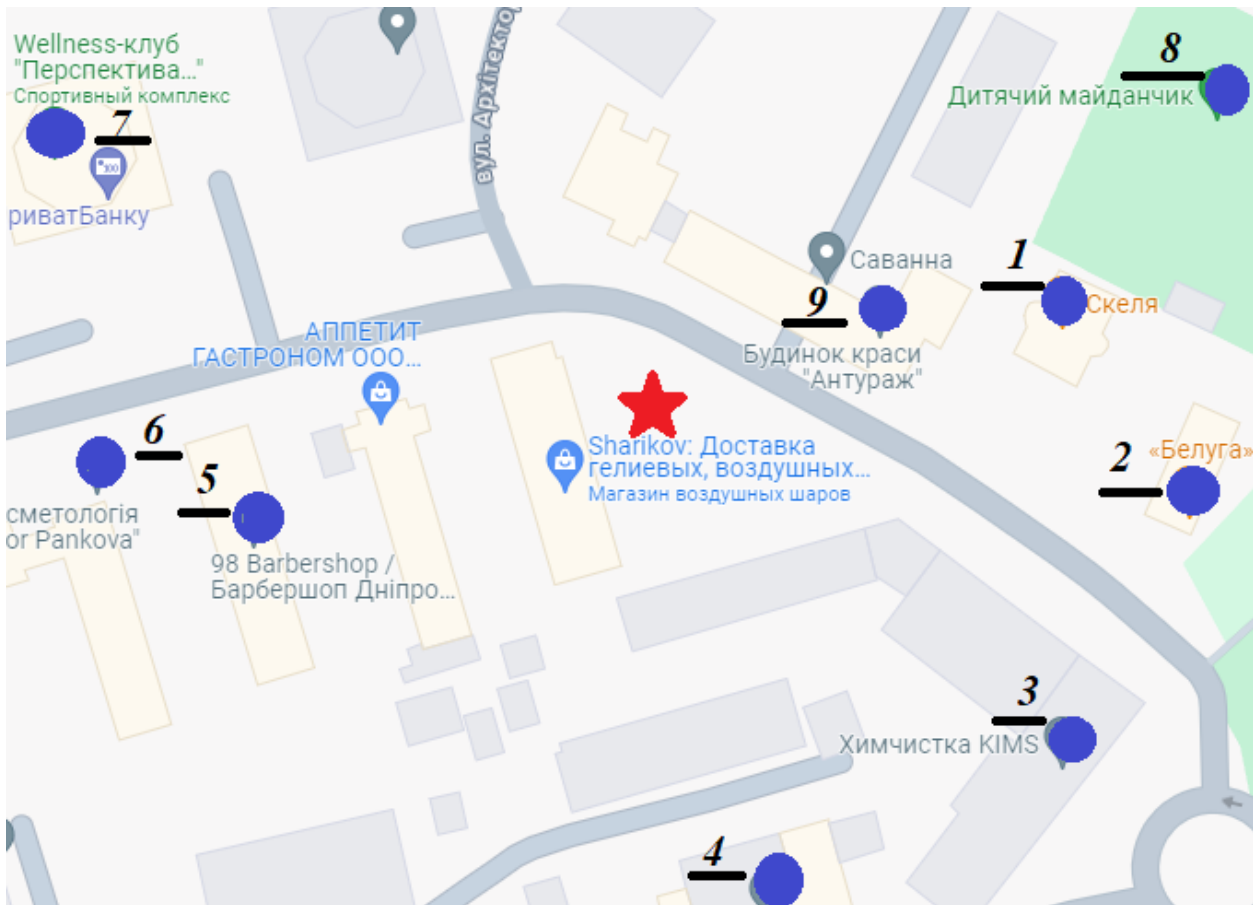 Wellness-клуб
"Перспектива..."
Спортивный комплекс
7
риватБанку
вул. Архітектор
8
Дитячий майданчик
Саванна
1
Скеля
9
Будинок краси
"Антураж"
АППЕТИТ
ГАСТРОНОМ ООО...
6
5
сметологія
or Pankova"
98 Barbershop /
Барбершоп Дніпро...
Sharikov: Доставка
гелиевых, воздушных...
Магазин воздушных шаров
2
«Белуга»
3
Химчистка KIMS
4